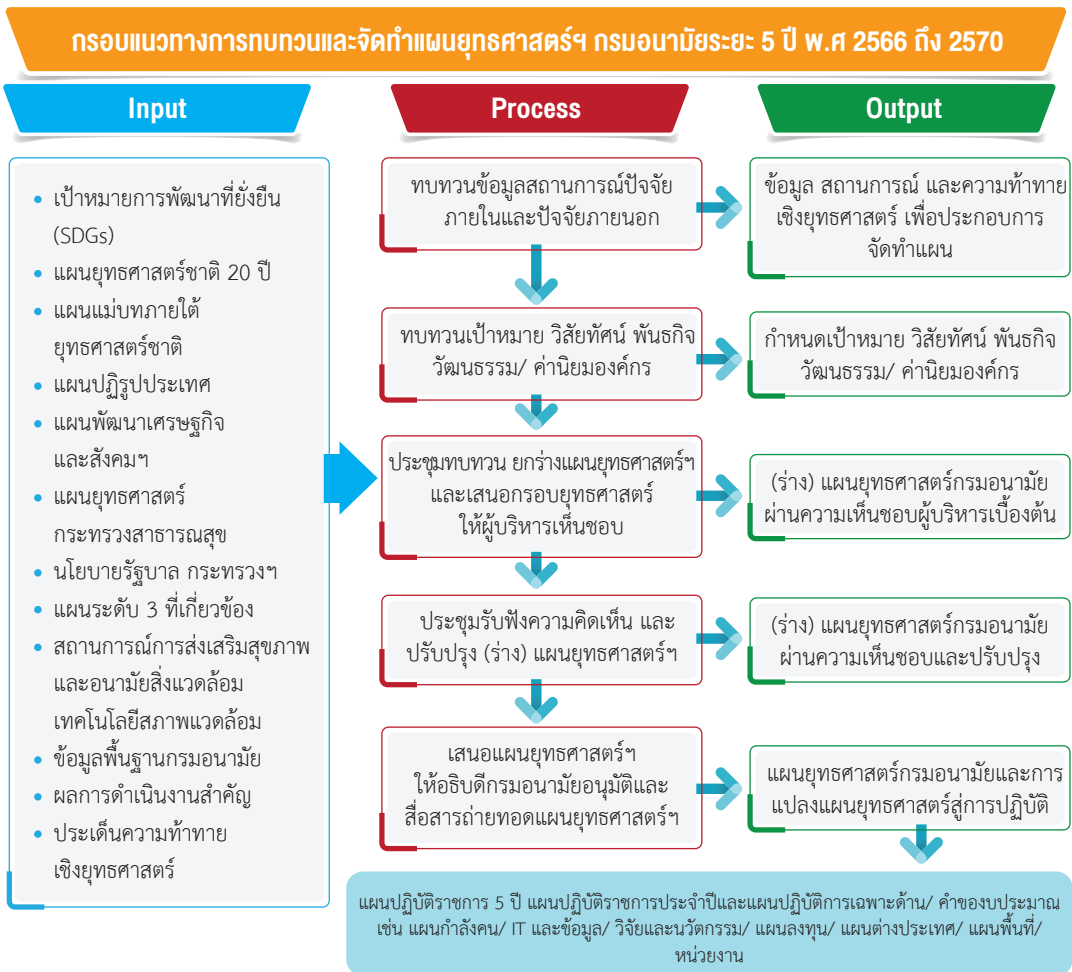 กรอบแนวทางการทบทวนและจัดทำแผนยุทธศาสตร์ฯ กรมอนามัยระยะ 5 ปี พ.ศ 2566 ถึง 2570
Input
• เป้าหมายการพัฒนาที่ยั่งยืน
(SDGs)
• แผนยุทธศาสตร์ชาติ 20 ปี
• แผนแม่บทภายใต้
ยุทธศาสตร์ชาติ
• แผนปฏิรูปประเทศ
• แผนพัฒนาเศรษฐกิจ
และสังคมฯ
• แผนยุทธศาสตร์
กระทรวงสาธารณสุข
• นโยบายรัฐบาล กระทรวงฯ
• แผนระดับ 3 ที่เกี่ยวข้อง
• สถานการณ์การส่งเสริมสุขภาพ
และอนามัยสิ่งแวดล้อม
เทคโนโลยีสภาพแวดล้อม
• ข้อมูลพื้นฐานกรมอนามัย
• ผลการดำเนินงานสำคัญ
• ประเด็นความท้าทาย
เชิงยุทธศาสตร์
Process
ทบทวนข้อมูลสถานการณ์ปัจจัย
ภายในและปัจจัยภายนอก
ทบทวนเป้าหมาย วิสัยทัศน์ พันธกิจ
วัฒนธรรม/ ค่านิยมองค์กร
ประชุมทบทวน ยกร่างแผนยุทธศาสตร์ฯ
และเสนอกรอบยุทธศาสตร์
ให้ผู้บริหารเห็นชอบ
ประชุมรับฟังความคิดเห็น และ
ปรับปรุง (ร่าง) แผนยุทธศาสตร์ฯ
เสนอแผนยุทธศาสตร์ฯ
ให้อธิบดีกรมอนามัยอนุมัติและ
สื่อสารถ่ายทอดแผนยุทธศาสตร์ฯ
Output
ข้อมูล สถานการณ์ และความท้าทาย
เชิงยุทธศาสตร์ เพื่อประกอบการ
จัดทำแผน
กำหนดเป้าหมาย วิสัยทัศน์ พันธกิจ
วัฒนธรรม/ ค่านิยมองค์กร
(ร่าง) แผนยุทธศาสตร์กรมอนามัย
ผ่านความเห็นชอบผู้บริหารเบื้องต้น
(ร่าง) แผนยุทธศาสตร์กรมอนามัย
ผ่านความเห็นชอบและปรับปรุง
แผนยุทธศาสตร์กรมอนามัยและการ
แปลงแผนยุทธศาสตร์สู่การปฏิบัติ
แผนปฏิบัติราชการ 5 ปี แผนปฏิบัติราชการประจำปีและแผนปฏิบัติการเฉพาะด้าน/ คำของบประมาณ
เช่น แผนกำลังคน/ IT และข้อมูล/ วิจัยและนวัตกรรม/ แผนลงทุน/ แผนต่างประเทศ/ แผนพื้นที่/
หน่วยงาน